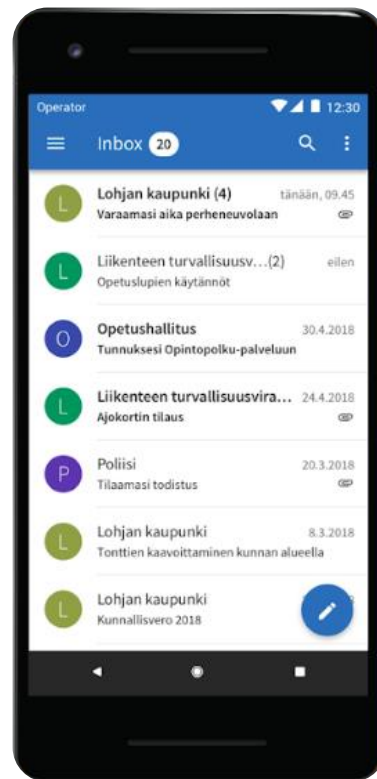 Operator 12:30
Inbox 20
L Lohjan kaupunki (4) tänään, 09.45
Varaamasi aika perheneuvolaan
L Liikenteen turvallisuusv...(2) eilen
Opetuslupien käytännöt
O Opetushallitus 30.4.2018
Tunnuksesi Opintopolku-palveluun
L Liikenteen turvallisuusvira... 24.4.2018
Ajokortin tilaus
P Poliisi 20.3.2018
Tilaamasi todistus
L Lohjan kaupunki 8.3.2018
Tonttien kaavoittaminen kunnan alueella
L Lohjan kaupunki
Kunnallisvero 2018